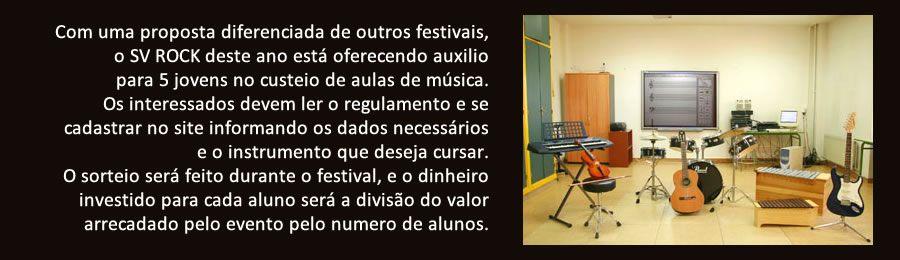 Com uma proposta diferenciada de outros festivais,
o SV ROCK deste ano está oferecendo auxilio
para 5 jovens no custeio de aulas de música.
Os interessados devem ler o regulamento e se
cadastrar no site informando os dados necessários
e o instrumento que deseja cursar.
O sorteio será feito durante o festival, e o dinheiro
investido para cada aluno será a divisão do valor
arrecadado pelo evento pelo numero de alunos.